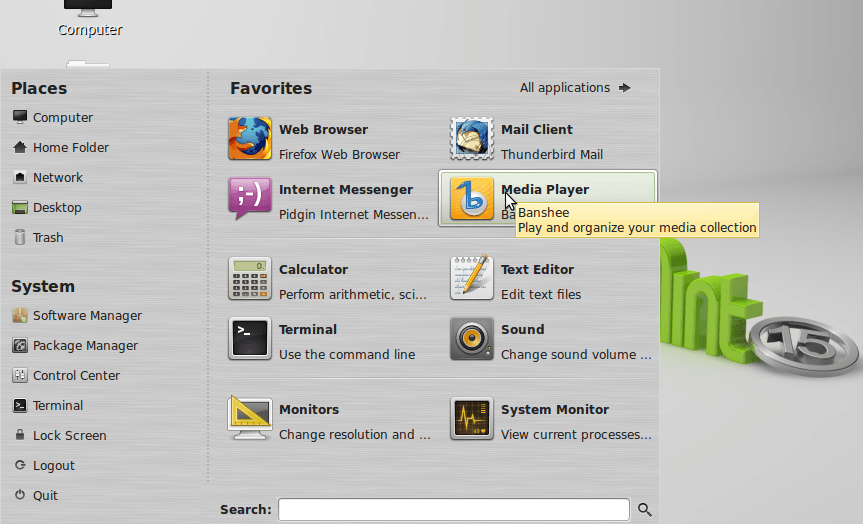 Computer
Places
Computer
Home Folder
Network
Desktop
Trash
System
Software Manager
Package Manager
Control Center
Terminal
Lock Screen
Logout
Quit
Favorites
All applications
Web Browser
Firefox Web Browser
Mail Client
Thunderbird Mail
Internet Messenger
Pidgin Internet Messen...
Media Player
Ba
Banshee
Play and organize your media collection
Calculator
Perform arithmetic, sci...
Text Editor
Edit text files
Terminal
Use the command line
Sound
Change sound volume ...
Monitors
Change resolution and ...
System Monitor
View current processes...
Search:
int
15